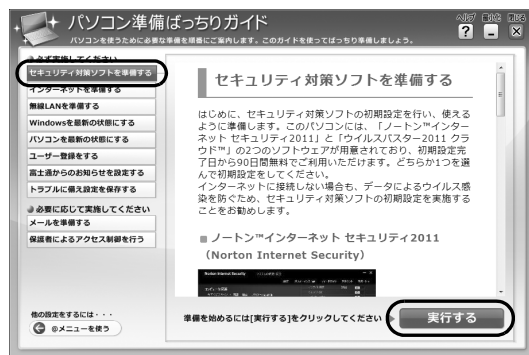 パソコン準備ばっちりガイド
パソコンを使うために必要な準備を順番にご案内します。このガイドを使ってばっちり準備しましょう。
ヘルプ 最小化 閉じる
必ず実施してください
セキュリティ対策ソフトを準備する
インターネットを準備する
無線LANを準備する
Windowsを最新の状態にする
パソコンを最新の状態にする
ユーザー登録をする
富士通からのお知らせを設定する
トラブルに備え設定を保存する
必要に応じて実施してください
メールを準備する
保護者によるアクセス制御を行う
他の設定をするには・・・
@メニューを使う
セキュリティ対策ソフトを準備する
はじめに、セキュリティ対策ソフトの初期設定を行い、使える
ように準備します。このパソコンには、「ノートン™インター
ネット セキュリティ2011」と「ウイルスバスター2011 クラ
ウド™」の2つのソフトウェアが用意されており、初期設定完
了日から90日間無料でご利用いただけます。どちらか1つを選
んで初期設定をしてください。
インターネットに接続しない場合も、データによるウイルス感
染を防ぐため、セキュリティ対策ソフトの初期設定を実施する
ことをお勧めします。
■ ノートン™インターネット セキュリティ2011
（Norton Internet Security）
Norton Internet Security
準備を始めるには[実行する]をクリックしてください
実行する